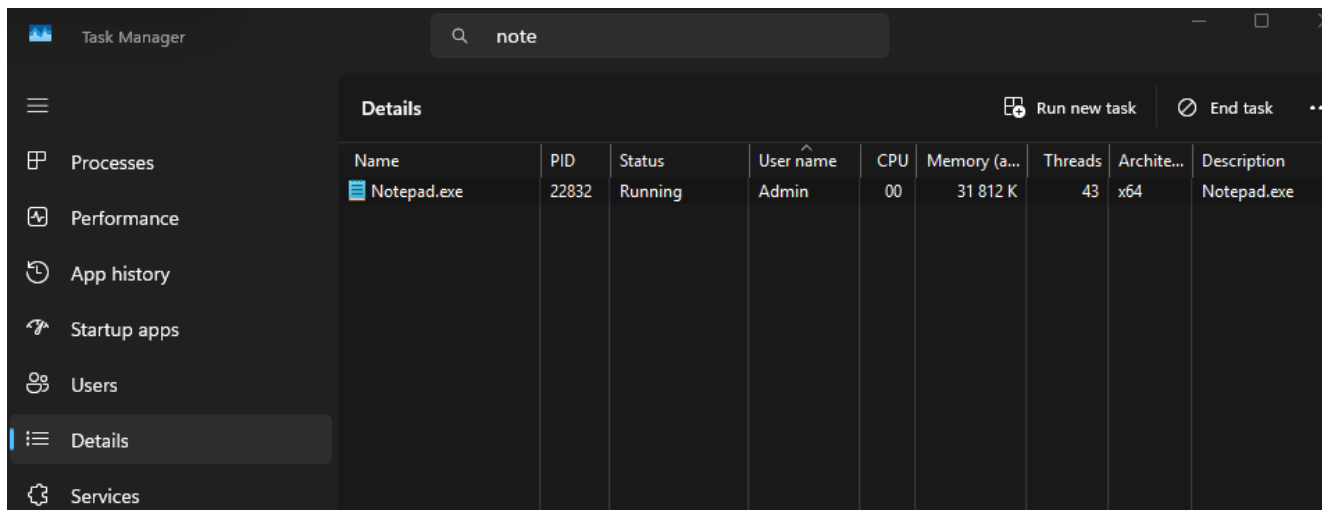 Task Manager
note
Details
Run new task
End task
Processes
Performance
App history
Startup apps
Users
Details
Services
Name PID Status User name CPU Memory (a... Threads Archite... Description
Notepad.exe 22832 Running Admin 00 31 812 K 43 x64 Notepad.exe